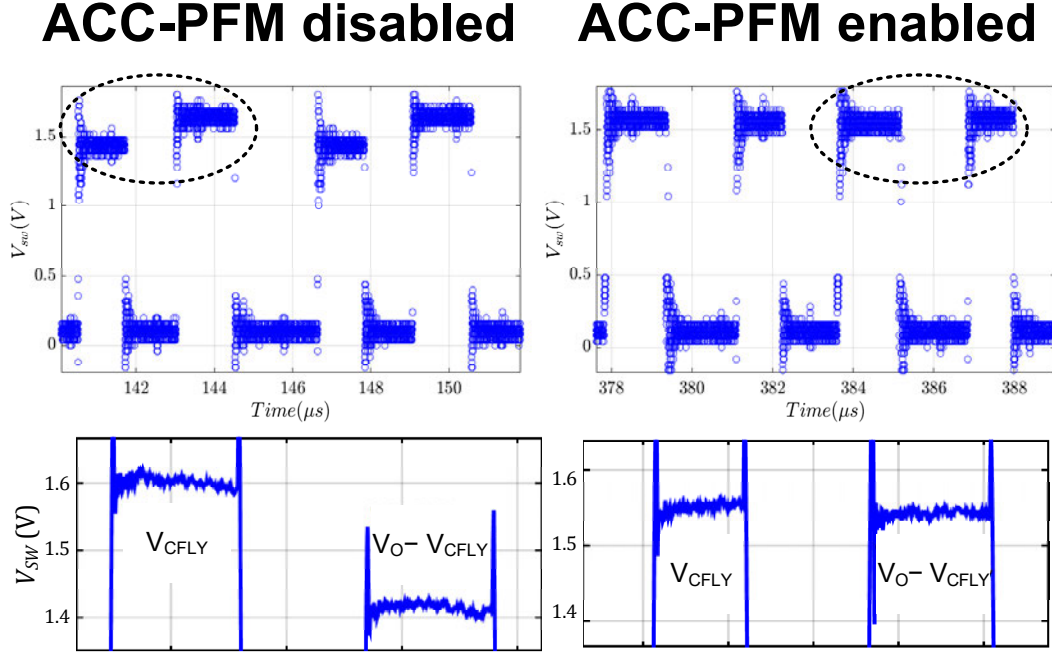 ACC-PFM disabled
ACC-PFM enabled
1.5
1
0.5
0
V_sw(V)
142
144
146
148
150
Time(μs)
1.5
1
0.5
0
V_sw(V)
378
380
382
384
386
388
Time(μs)
1.6
1.5
1.4
V_SW (V)
V_CFLY
V_O− V_CFLY
1.6
1.5
1.4
V_CFLY
V_O− V_CFLY